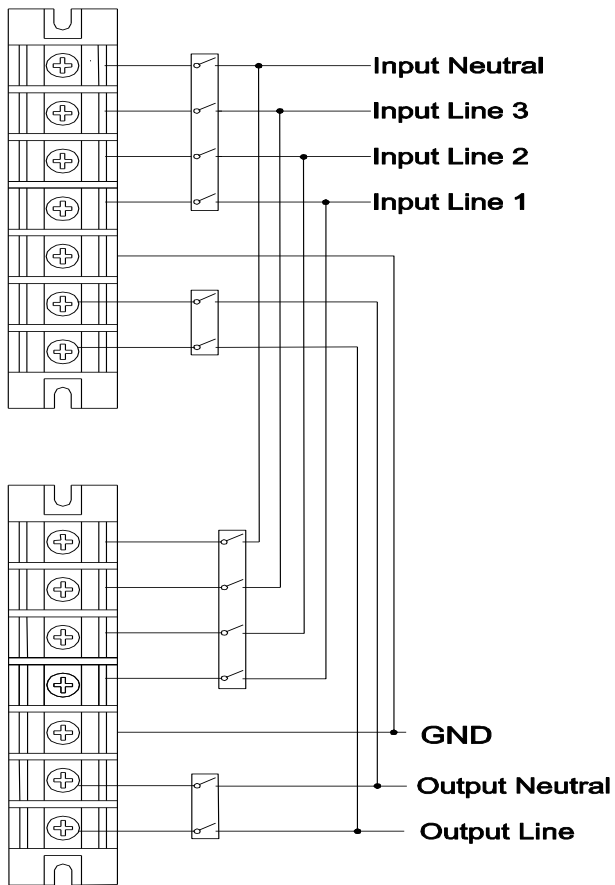 Input Neutral
Input Line 3
Input Line 2
Input Line 1
GND
Output Neutral
Output Line